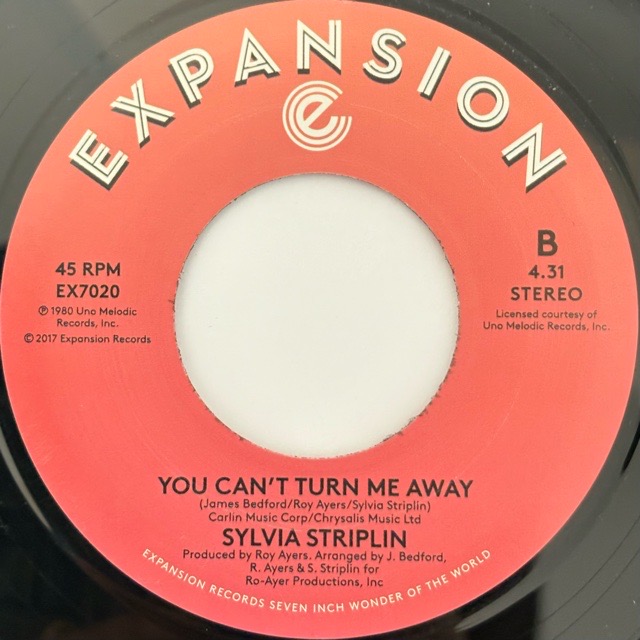 EXPANSION
e
45 RPM
EX7020
℗ 1980 Uno Melodic
Records, Inc.
© 2017 Expansion Records
B
4.31
STEREO
Licensed courtesy of
Uno Melodic Records, Inc.
YOU CAN'T TURN ME AWAY
(James Bedford/Roy Ayers/Sylvia Striplin)
Carlin Music Corp/Chrysalis Music Ltd
SYLVIA STRIPLIN
Produced by Roy Ayers. Arranged by J. Bedford,
R. Ayers & S. Striplin for
Ro-Ayer Productions, Inc
EXPANSION RECORDS SEVEN INCH WONDER OF THE WORLD